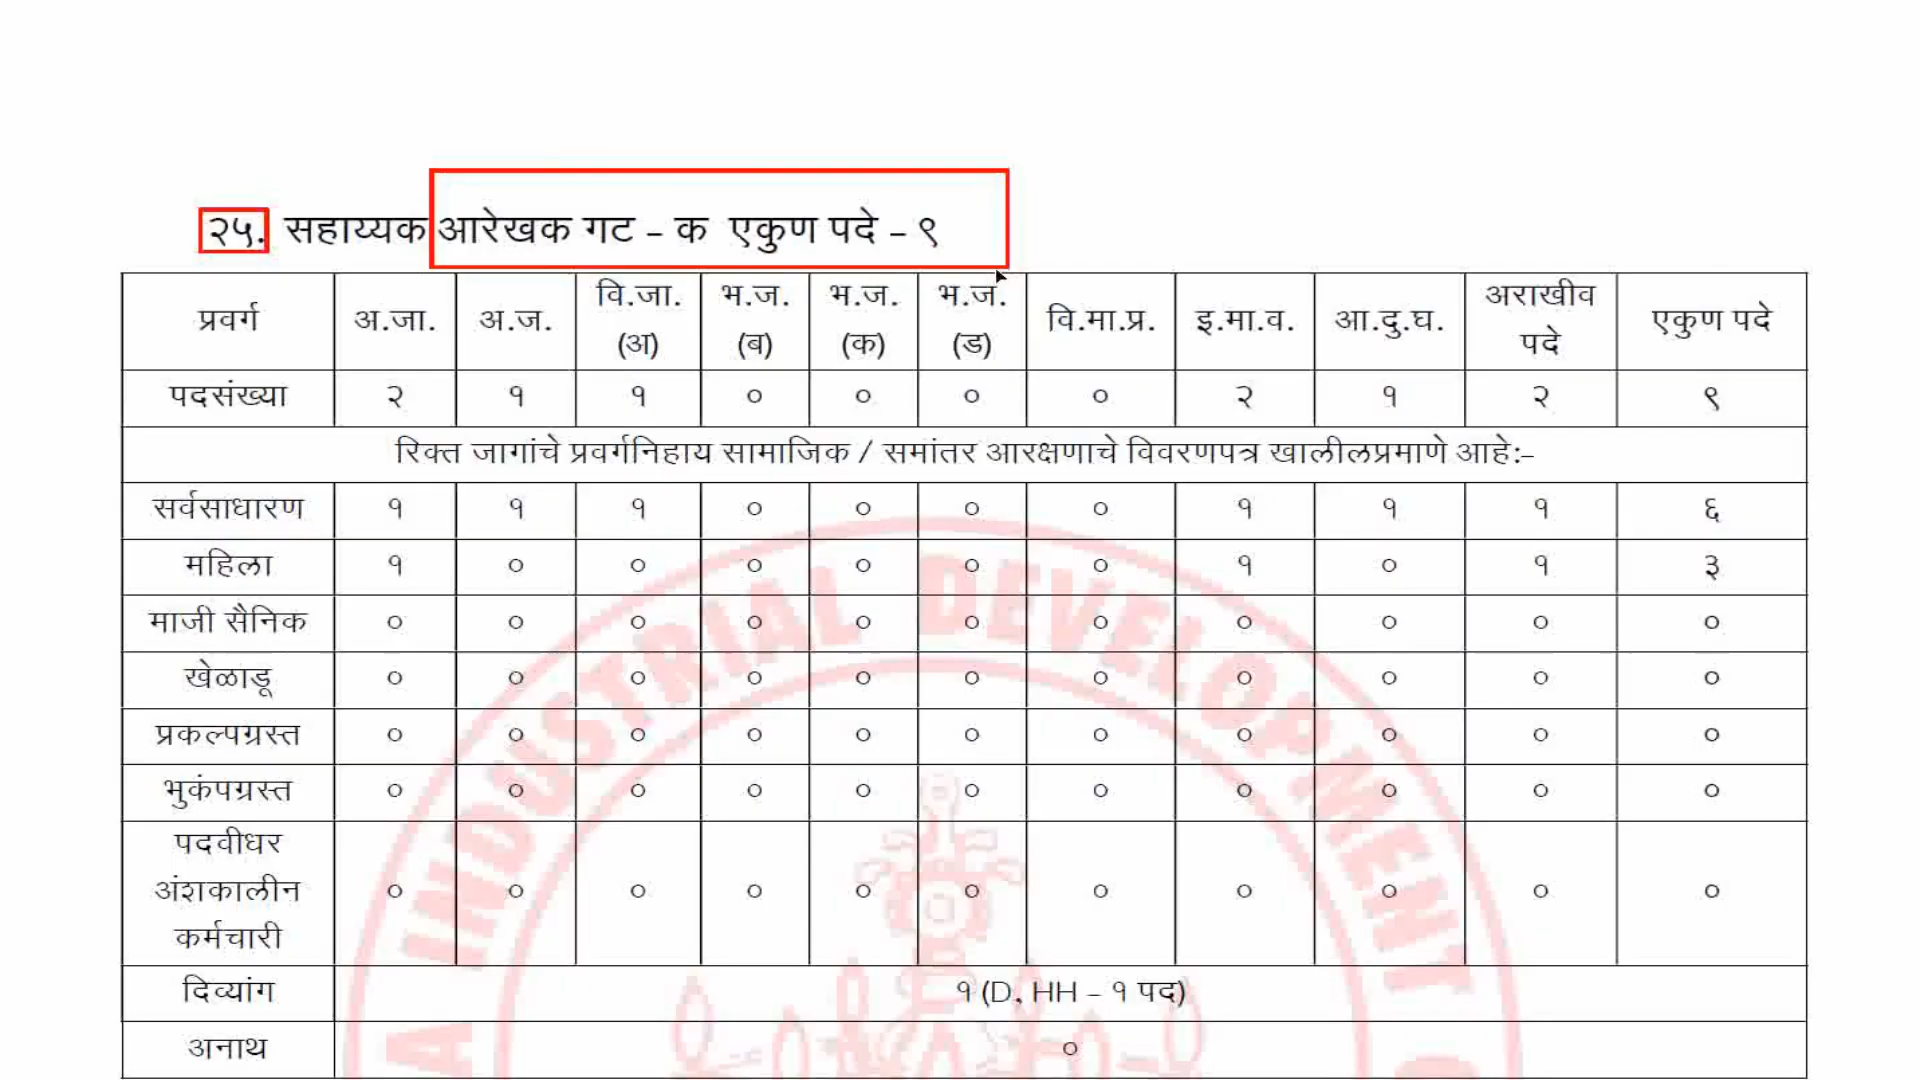 २५. सहाय्यक आरेखक गट – क एकुण पदे – ९
प्रवर्ग अ.जा. अ.ज. वि.जा. (अ) भ.ज. (ब) भ.ज. (क) भ.ज. (ड) वि.मा.प्र. इ.मा.व. आ.दु.घ. अराखीव पदे एकुण पदे
पदसंख्या २ १ १ ० ० ० ० २ १ २ ९
रिक्त जागांचे प्रवर्गनिहाय सामाजिक / समांतर आरक्षणाचे विवरणपत्र खालीलप्रमाणे आहे:–
सर्वसाधारण १ १ १ ० ० ० ० १ १ १ ६
महिला १ ० ० ० ० ० ० १ ० १ ३
माजी सैनिक ० ० ० ० ० ० ० ० ० ० ०
खेळाडू ० ० ० ० ० ० ० ० ० ० ०
प्रकल्पग्रस्त ० ० ० ० ० ० ० ० ० ० ०
भुकंपग्रस्त ० ० ० ० ० ० ० ० ० ० ०
पदवीधर अंशकालीन कर्मचारी ० ० ० ० ० ० ० ० ० ० ०
दिव्यांग १ (D, HH – १ पद)
अनाथ ०
A INDUSTRIAL DEVELOPMENT